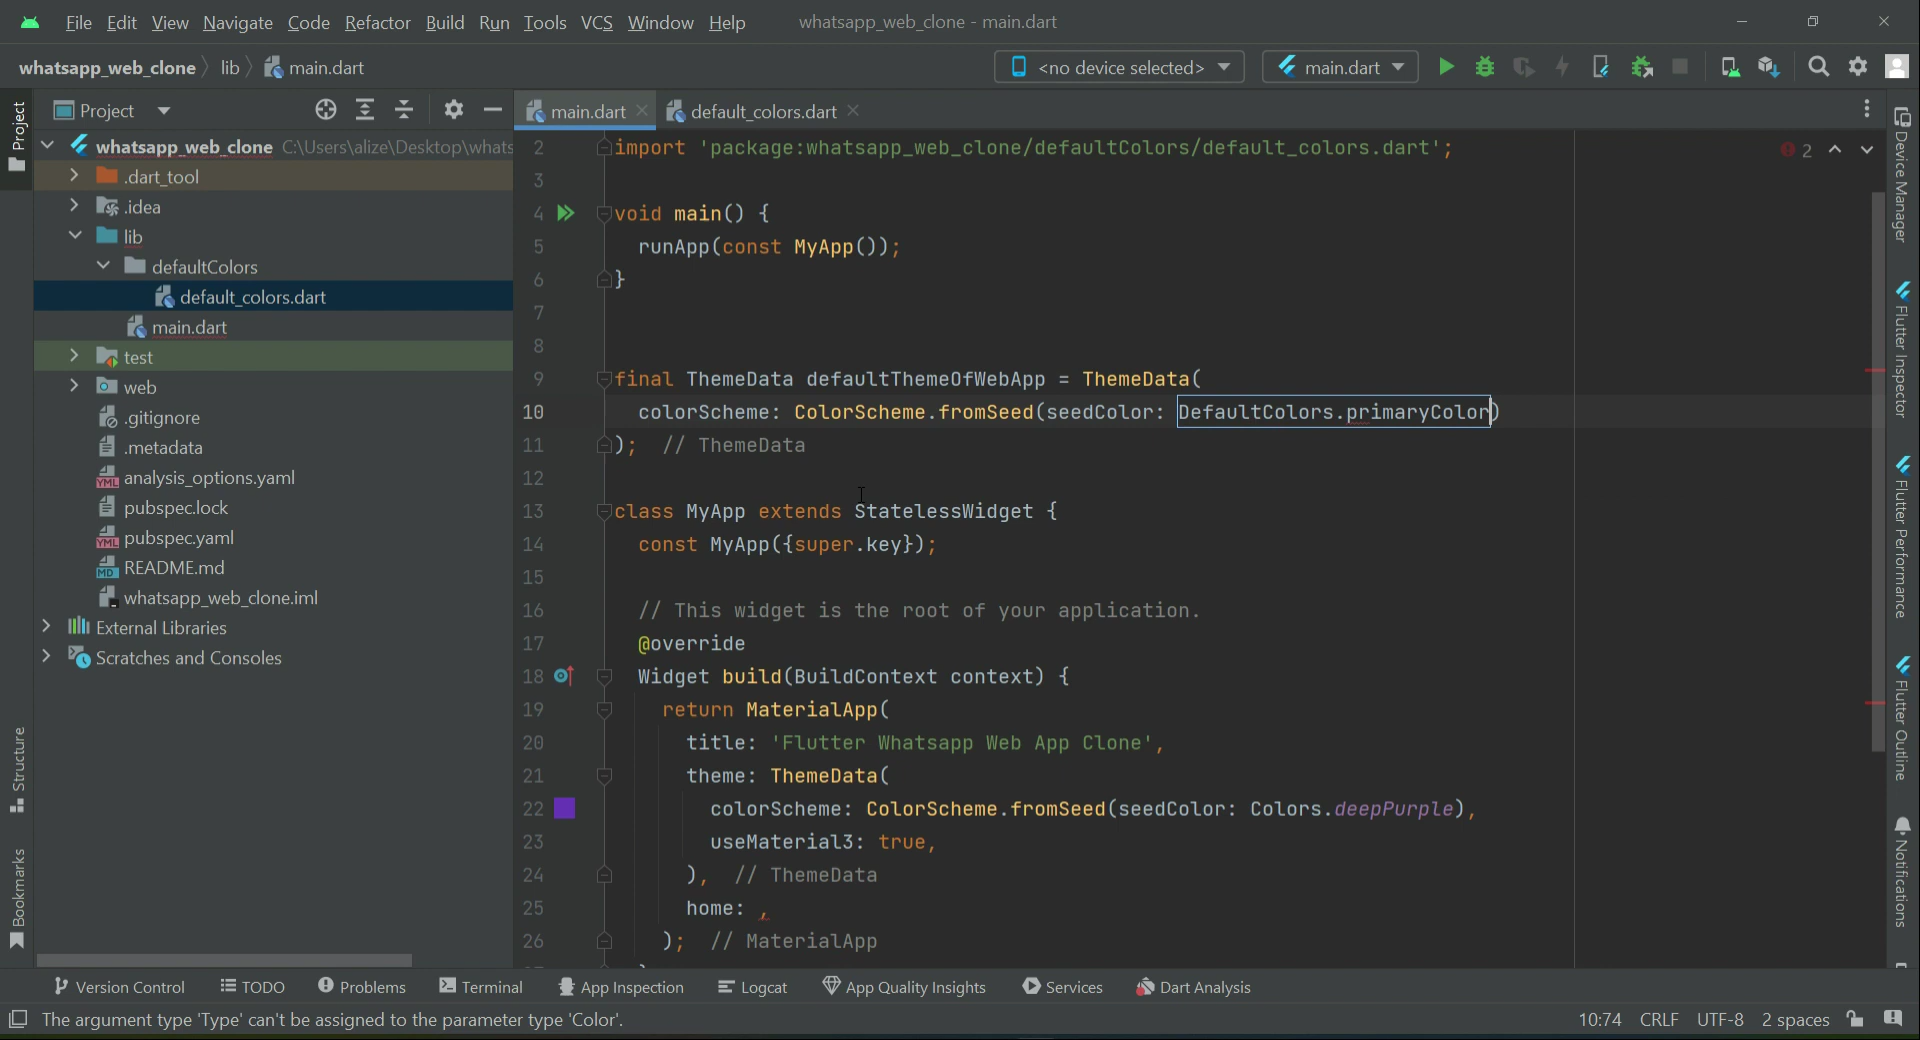 File Edit View Navigate Code Refactor Build Run Tools VCS Window Help whatsapp_web_clone - main.dart
whatsapp_web_clone lib main.dart <no device selected> main.dart
Project main.dart default_colors.dart
whatsapp_web_clone C:\Users\alize\Desktop\whats
.dart_tool
.idea
lib
defaultColors
default_colors.dart
main.dart
test
web
.gitignore
.metadata
analysis_options.yaml
pubspec.lock
pubspec.yaml
README.md
whatsapp_web_clone.iml
External Libraries
Scratches and Consoles
Project
Structure
Bookmarks
2 import 'package:whatsapp_web_clone/defaultColors/default_colors.dart'; 2
3
4 void main() {
5 runApp(const MyApp());
6 }
7
8
9 final ThemeData defaultThemeOfWebApp = ThemeData(
10 colorScheme: ColorScheme.fromSeed(seedColor: DefaultColors.primaryColor)
11 ); // ThemeData
12
13 class MyApp extends StatelessWidget {
14 const MyApp({super.key});
15
16 // This widget is the root of your application.
17 @override
18 Widget build(BuildContext context) {
19 return MaterialApp(
20 title: 'Flutter Whatsapp Web App Clone',
21 theme: ThemeData(
22 colorScheme: ColorScheme.fromSeed(seedColor: Colors.deepPurple),
23 useMaterial3: true,
24 ), // ThemeData
25 home: ,
26 ); // MaterialApp
Device Manager
Flutter Inspector
Flutter Performance
Flutter Outline
Notifications
Version Control TODO Problems Terminal App Inspection Logcat App Quality Insights Services Dart Analysis
The argument type 'Type' can't be assigned to the parameter type 'Color'. 10:74 CRLF UTF-8 2 spaces